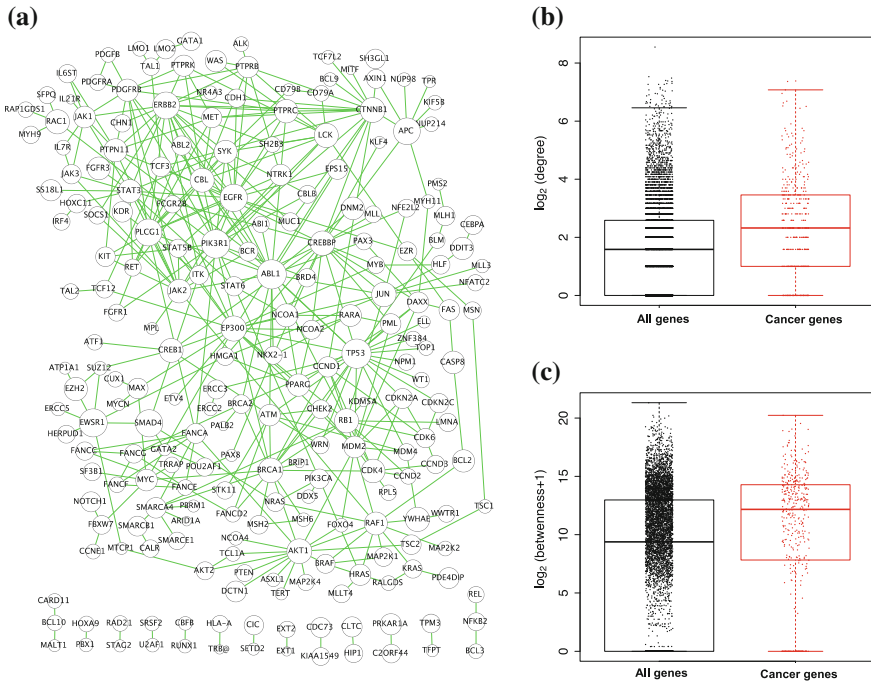 (a)
(b)
(c)
PDGFB
LMO1
LMO2
GATA1
TAL1
ALK
WAS
PTPRB
PTPRK
TCF7L2
SH3GL1
MITF
AXIN1
BCL9
NUP98
TPR
IL6ST
PDGFRA
PDGFRB
SFPQ
IL21R
RAP1GDS1
RAC1
JAK1
MYH9
CHN1
ERBB2
NR4A3
CDH1
CD79B
CD79A
MET
PTPRC
CTNNB1
KIF5B
NUP214
APC
LCK
KLF4
IL7R
PTPN11
ABL2
SYK
SH2B3
JAK3
FGFR3
TCF3
CBL
NTRK1
EPS15
SS18L1
STAT3
EGFR
CBLB
PMS2
HOXC11
SOCS1
KDR
FCGR2B
MUC1
DNM2
MLL
NFE2L2
MYH11
MLH1
IRF4
PLCG1
STAT5B
PIK3R1
ABI1
CREBBP
PAX3
CEBPA
BLM
DDIT3
EZR
HLF
KIT
RET
ITK
BCR
ABL1
BRD4
MYB
MLL3
NFATC2
TAL2
TCF12
JAK2
STAT6
JUN
DAXX
FGFR1
MPL
NCOA1
RARA
FAS
MSN
EP300
NCOA2
PML
ELL
ZNF384
ATF1
CREB1
HMGA1
NKX2-1
TP53
TOP1
NPM1
CASP8
ATP1A1
SUZ12
CCND1
WT1
EZH2
CUX1
MAX
ERCC3
PPARG
ERCC5
MYCN
ETV4
ERCC2
BRCA2
KDM5A
CDKN2A
CDKN2C
EWSR1
SMAD4
PALB2
ATM
CHEK2
RB1
LMNA
HERPUD1
FANCA
WRN
MDM2
CDK6
FANCC
FANCG
GATA2
PAX8
MDM4
BCL2
SF3B1
TRRAP
POU2AF1
BRCA1
BRIP1
CDK4
CCND3
MYC
FANCF
FANCE
STK11
PIK3CA
CCND2
NOTCH1
NRAS
DDX5
RPL5
SMARCA4
PBRM1
FANCD2
TSC1
FBXW7
SMARCB1
ARID1A
MSH2
MSH6
FOXO4
RAF1
YWHAE
WWTR1
SMARCE1
NCOA4
CCNE1
MTCP1
CALR
TCL1A
AKT1
TSC2
MAP2K2
AKT2
PTEN
BRAF
MAP2K1
ASXL1
HRAS
KRAS
DCTN1
MAP2K4
RALGDS
PDE4DIP
TERT
MLLT4
CARD11
REL
BCL10
HOXA9
RAD21
SRSF2
CBFB
HLA-A
CIC
EXT2
CDC73
CLTC
PRKAR1A
TPM3
NFKB2
MALT1
PBX1
STAG2
U2AF1
RUNX1
TRB@
SETD2
EXT1
KIAA1549
HIP1
C2ORF44
TFPT
BCL3
log2 (degree)
8
6
4
2
0
All genes
Cancer genes
log2 (betwenness+1)
20
15
10
5
0
All genes
Cancer genes